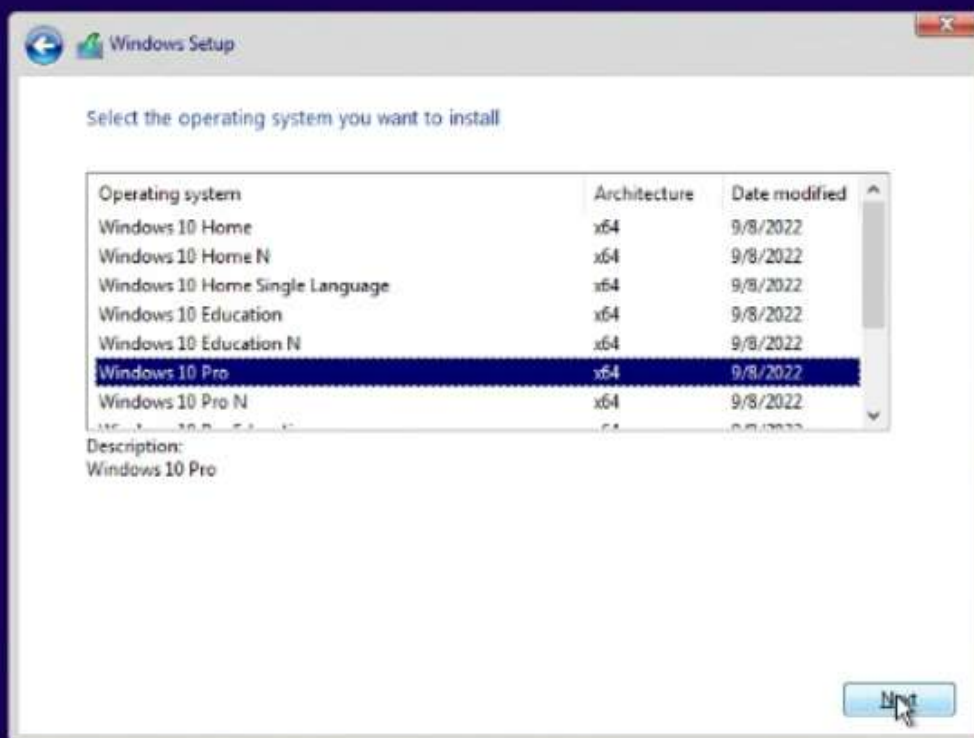 Windows Setup
Select the operating system you want to install
Operating system Architecture Date modified
Windows 10 Home x64 9/8/2022
Windows 10 Home N x64 9/8/2022
Windows 10 Home Single Language x64 9/8/2022
Windows 10 Education x64 9/8/2022
Windows 10 Education N x64 9/8/2022
Windows 10 Pro x64 9/8/2022
Windows 10 Pro N x64 9/8/2022
Description:
Windows 10 Pro
Next